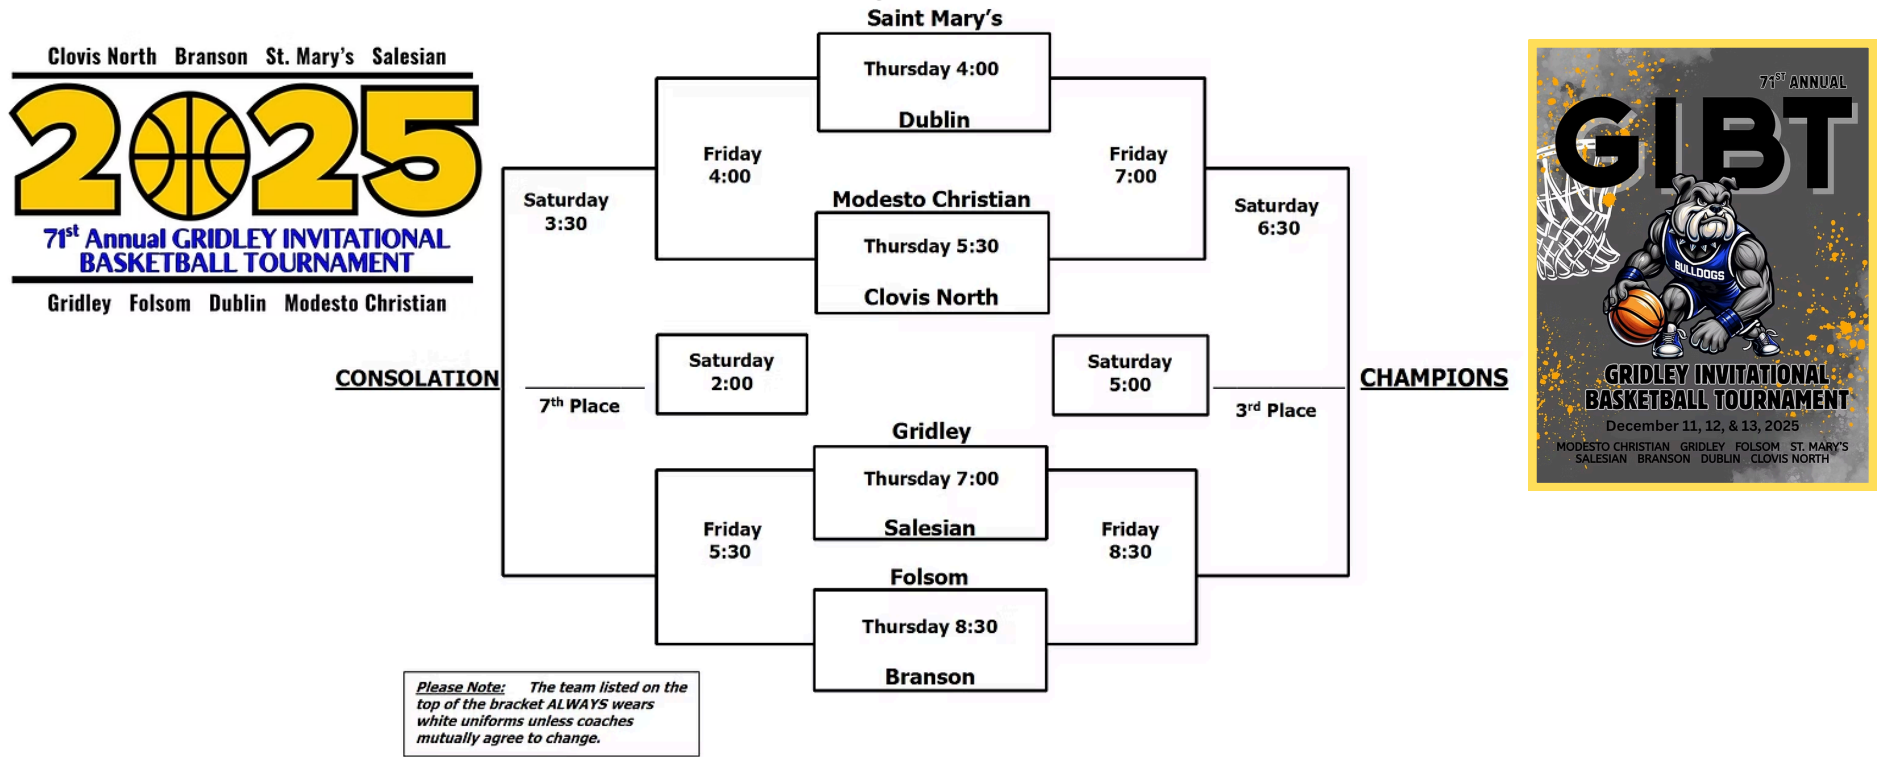 Clovis North Branson St. Mary's Salesian
2025
71st Annual GRIDLEY INVITATIONAL
BASKETBALL TOURNAMENT
Gridley Folsom Dublin Modesto Christian
Saint Mary's
Thursday 4:00
Dublin
Friday
4:00
Friday
7:00
Modesto Christian
Thursday 5:30
Clovis North
Saturday
3:30
Saturday
6:30
CONSOLATION
7th Place
Saturday
2:00
Saturday
5:00
3rd Place
CHAMPIONS
Gridley
Thursday 7:00
Salesian
Friday
5:30
Friday
8:30
Folsom
Thursday 8:30
Branson
Please Note: The team listed on the
top of the bracket ALWAYS wears
white uniforms unless coaches
mutually agree to change.
71ST ANNUAL
GIBT
BULLDOGS
GRIDLEY INVITATIONAL
BASKETBALL TOURNAMENT
December 11, 12, & 13, 2025
MODESTO CHRISTIAN GRIDLEY FOLSOM ST. MARY'S
SALESIAN BRANSON DUBLIN CLOVIS NORTH